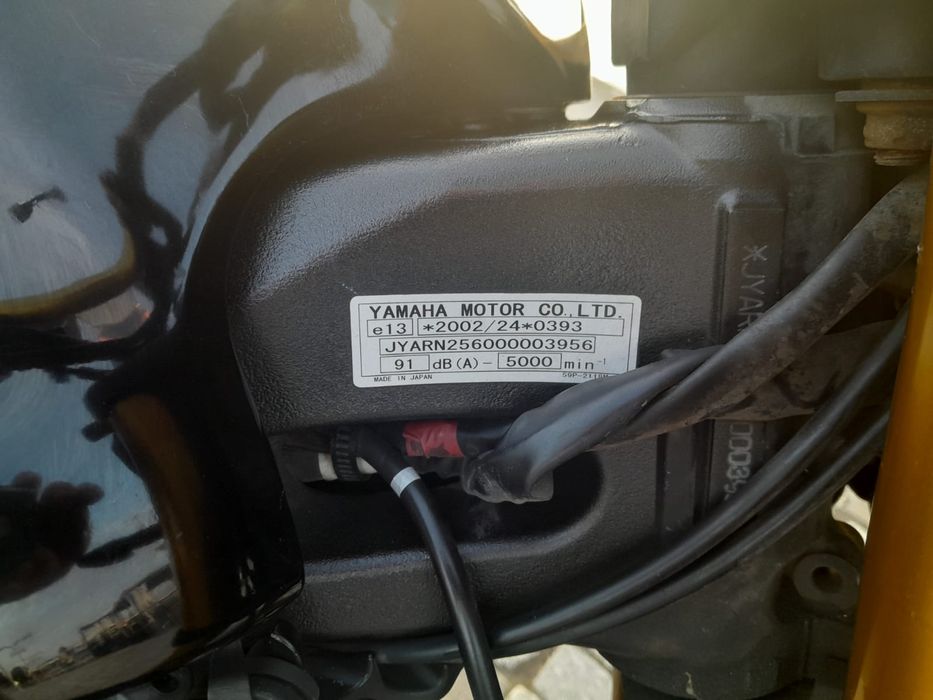 YAMAHA MOTOR CO.,LTD.
e13 *2002/24*0393
JYARN256000003956
91 dB(A)- 5000 min⁻¹
MADE IN JAPAN